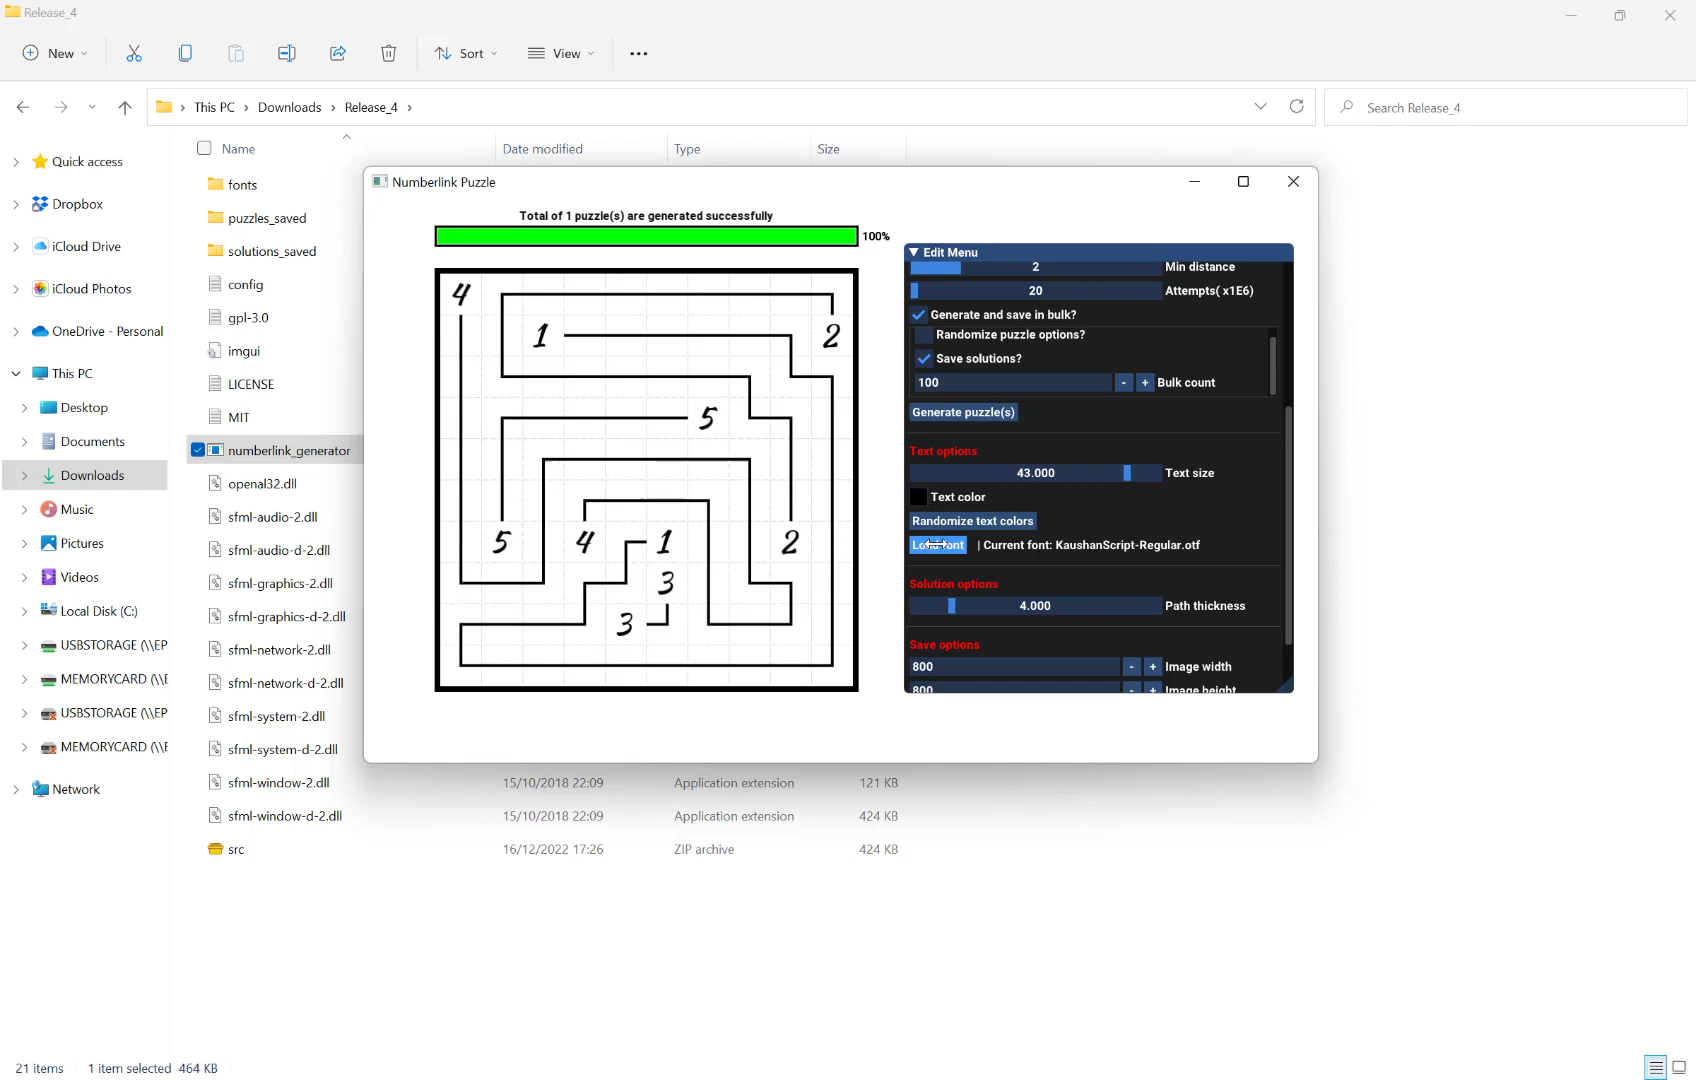 Release_4
New
Sort
View
This PC
Downloads
Release_4
Search Release_4
Quick access
Dropbox
iCloud Drive
iCloud Photos
OneDrive - Personal
This PC
Desktop
Documents
Downloads
Music
Pictures
Videos
Local Disk (C:)
USBSTORAGE (\\EP
MEMORYCARD (\\E
USBSTORAGE (\\EP
MEMORYCARD (\\E
Network
Name Date modified Type Size
fonts
puzzles_saved
solutions_saved
config
gpl-3.0
imgui
LICENSE
MIT
numberlink_generator
openal32.dll
sfml-audio-2.dll
sfml-audio-d-2.dll
sfml-graphics-2.dll
sfml-graphics-d-2.dll
sfml-network-2.dll
sfml-network-d-2.dll
sfml-system-2.dll
sfml-system-d-2.dll
sfml-window-2.dll 15/10/2018 22:09 Application extension 121 KB
sfml-window-d-2.dll 15/10/2018 22:09 Application extension 424 KB
src 16/12/2022 17:26 ZIP archive 424 KB
Numberlink Puzzle
Total of 1 puzzle(s) are generated successfully
100%
4
1 2
5
5 4 1 2
3
3
Edit Menu
2 Min distance
20 Attempts( x1E6)
Generate and save in bulk?
Randomize puzzle options?
Save solutions?
100 - + Bulk count
Generate puzzle(s)
Text options
43.000 Text size
Text color
Randomize text colors
| Current font: KaushanScript-Regular.otf
Solution options
4.000 Path thickness
Save options
800 - + Image width
800 - + Image height
21 items 1 item selected 464 KB